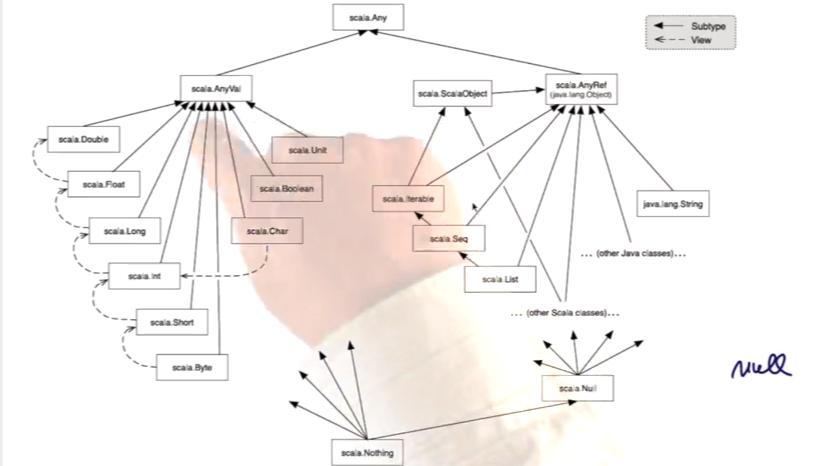 scala.Any
Subtype
View
scala.AnyVal
scala.ScalaObject
scala.AnyRef
(java.lang.Object)
scala.Double
scala.Unit
scala.Float
scala.Boolean
scala.Iterable
java.lang.String
scala.Long
scala.Char
scala.Seq
... (other Java classes)...
scala.Int
scala.List
... (other Scala classes)...
scala.Short
scala.Byte
scala.Null
null
scala.Nothing